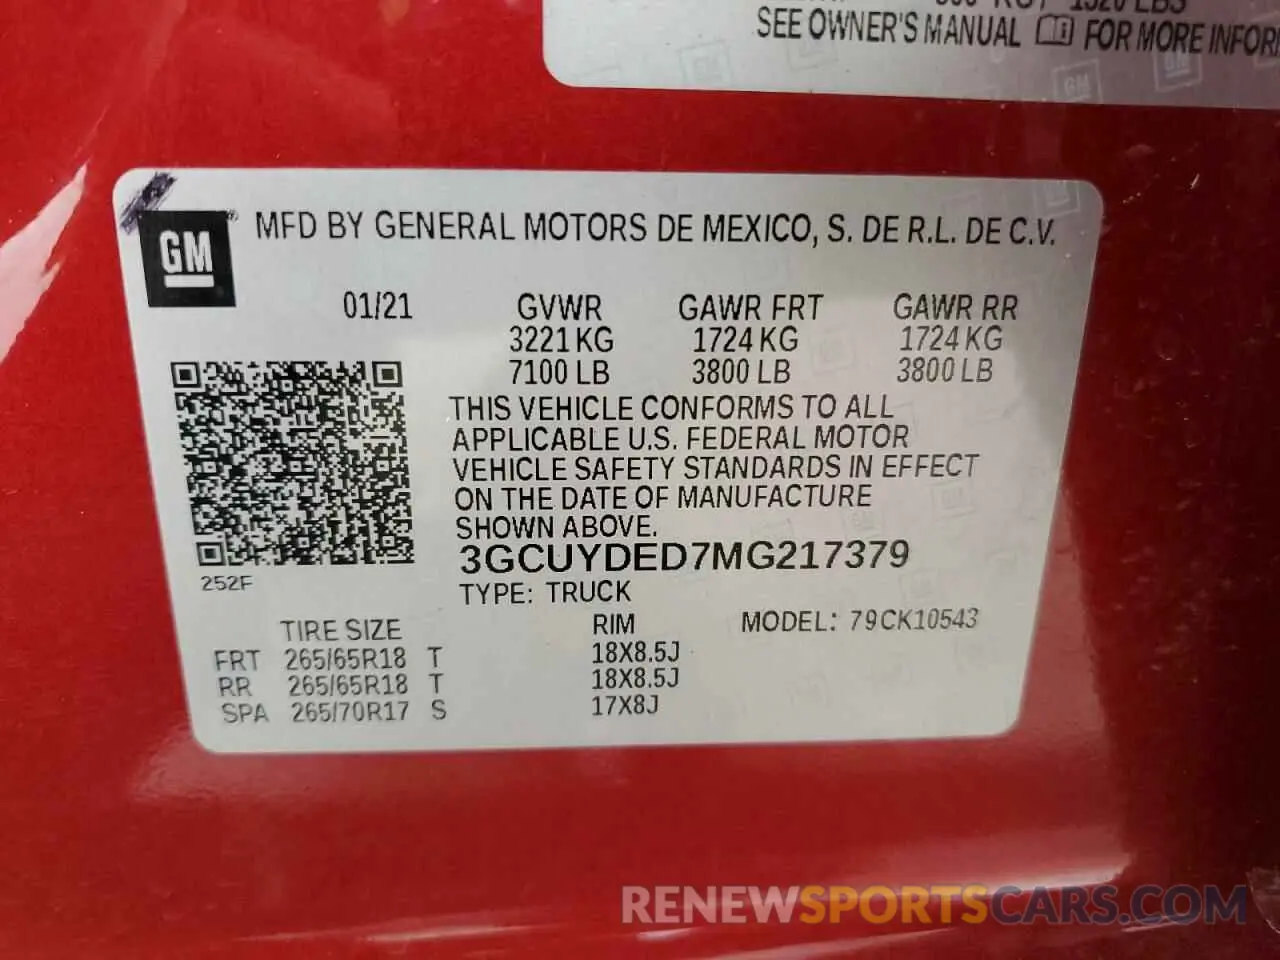 1320 LBS
SEE OWNER'S MANUAL FOR MORE
GM
MFD BY GENERAL MOTORS DE MEXICO, S. DE R.L. DE C.V.
01/21 GVWR GAWR FRT GAWR RR
3221 KG 1724 KG 1724 KG
7100 LB 3800 LB 3800 LB
THIS VEHICLE CONFORMS TO ALL
APPLICABLE U.S. FEDERAL MOTOR
VEHICLE SAFETY STANDARDS IN EFFECT
ON THE DATE OF MANUFACTURE
SHOWN ABOVE.
3GCUYDED7MG217379
252F
TYPE: TRUCK
TIRE SIZE RIM MODEL: 79CK10543
FRT 265/65R18 T 18X8.5J
RR 265/65R18 T 18X8.5J
SPA 265/70R17 S 17X8J
RENEWSPORTSCARS.COM